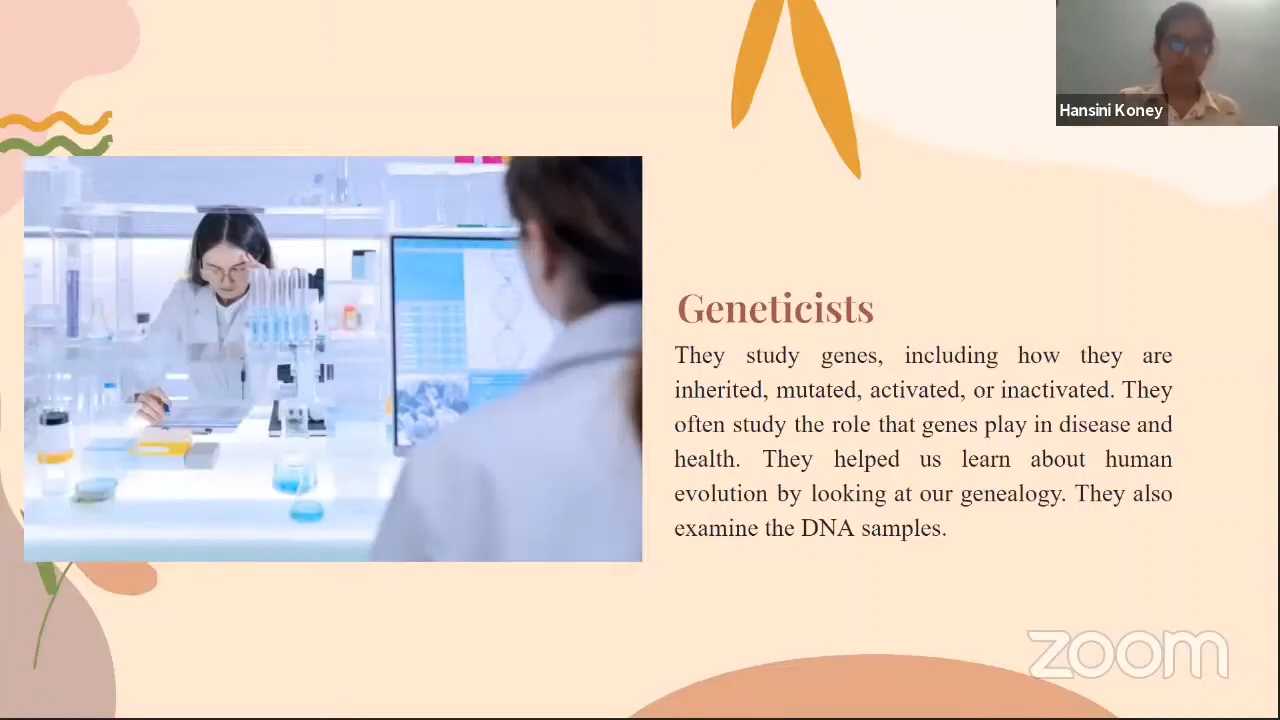 Hansini Koney
Geneticists
They study genes, including how they are
inherited, mutated, activated, or inactivated. They
often study the role that genes play in disease and
health. They helped us learn about human
evolution by looking at our genealogy. They also
examine the DNA samples.
zoom